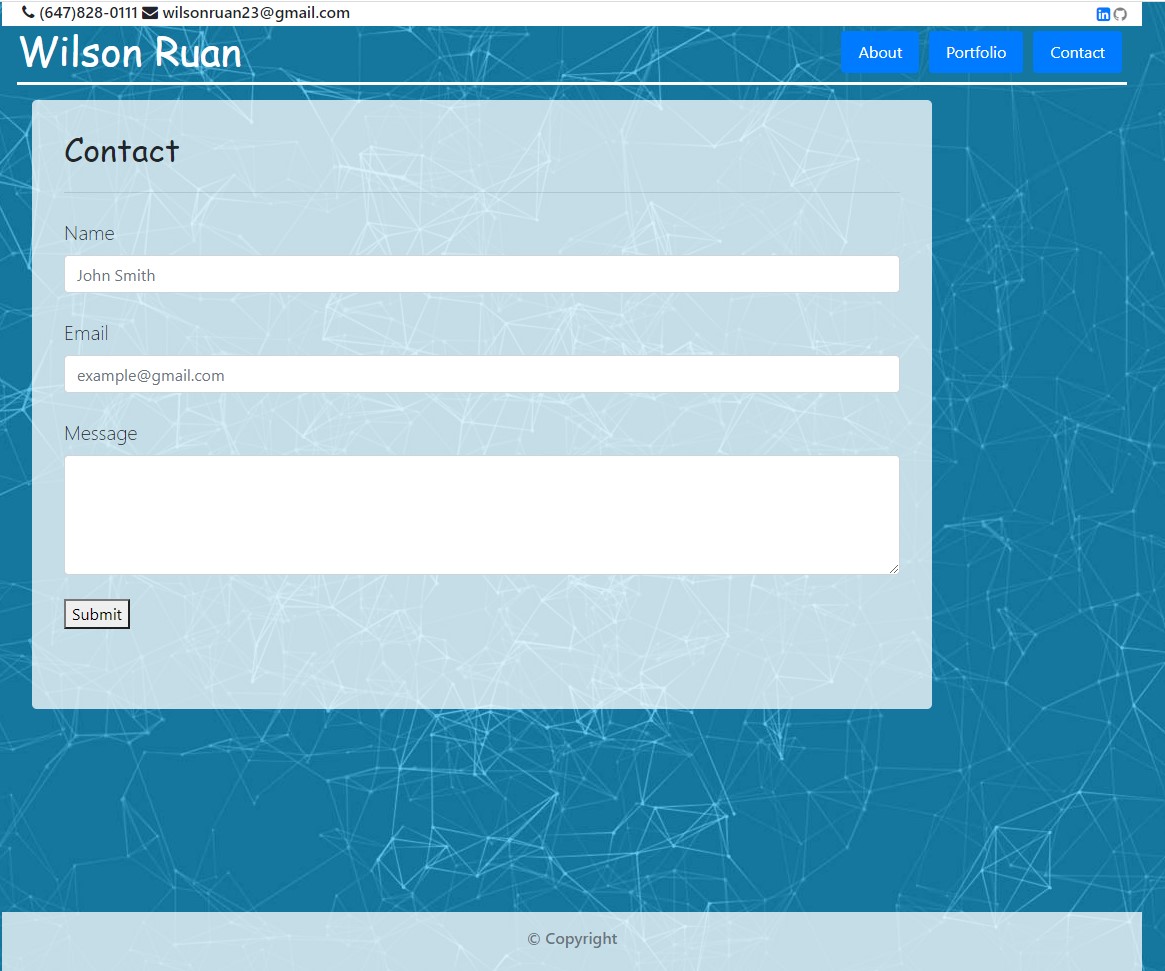 (647)828-0111 wilsonruan23@gmail.com
Wilson Ruan
About Portfolio Contact
Contact
Name
John Smith
Email
example@gmail.com
Message
Submit
© Copyright